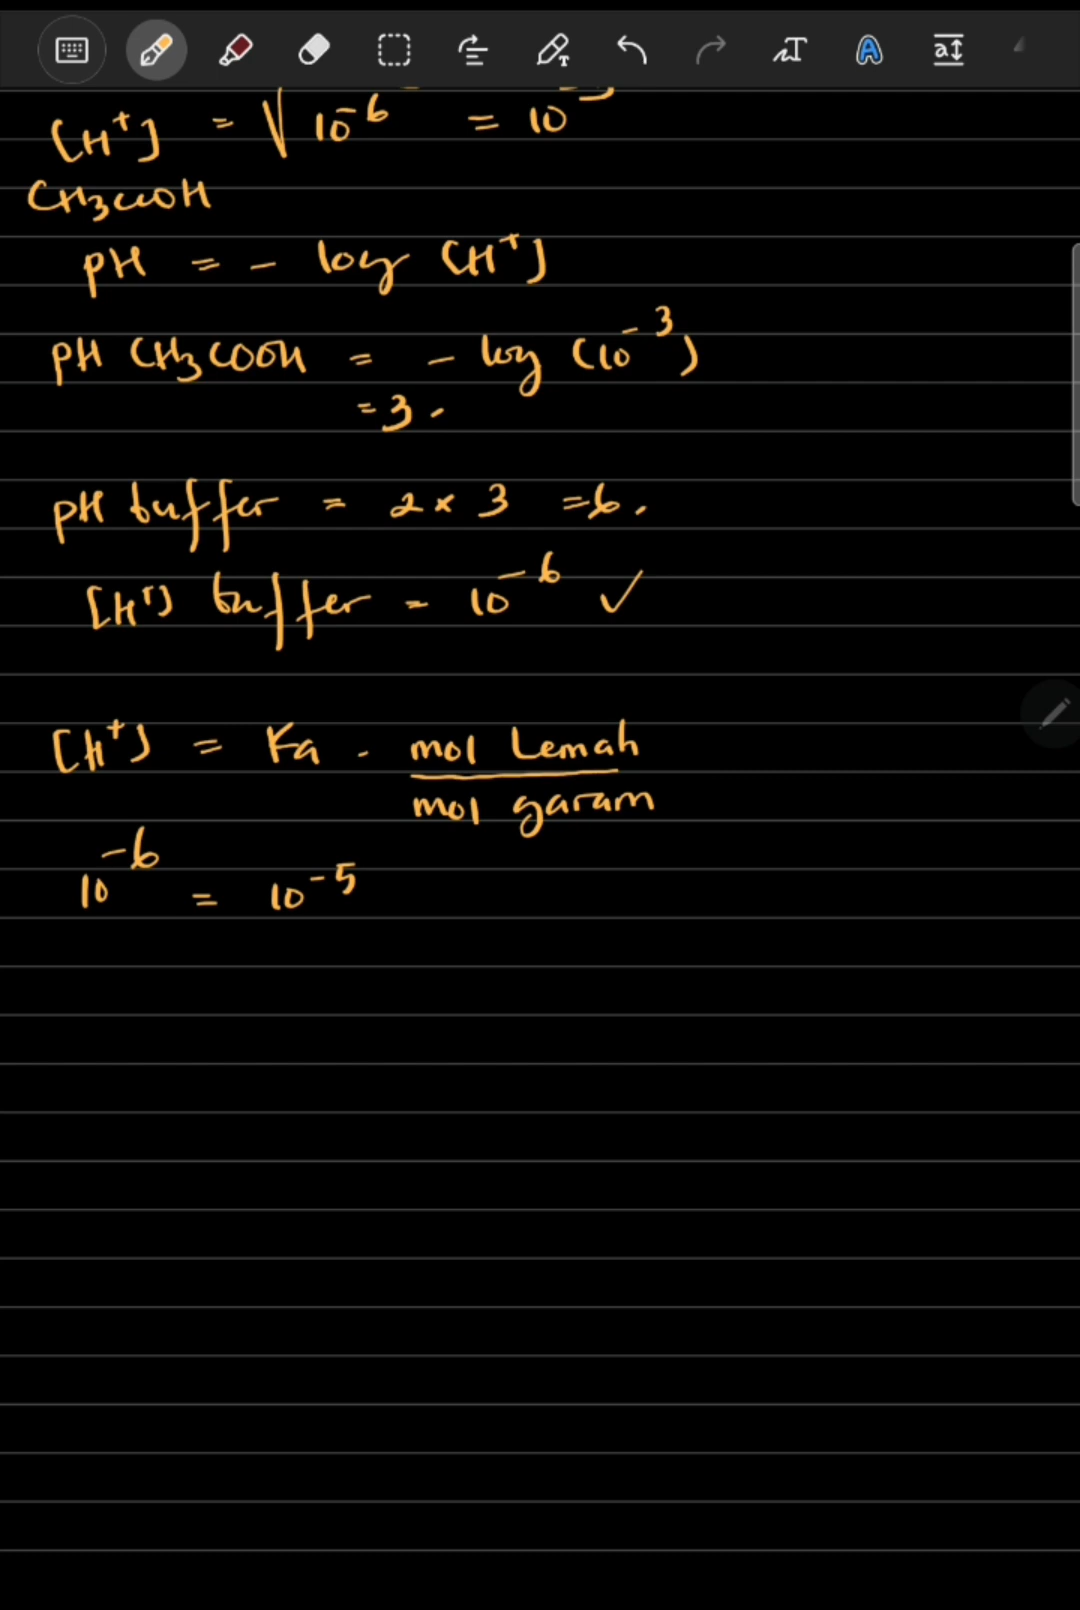 [H⁺] = √10⁻⁶ = 10⁻³
CH₃COOH
pH = - log [H⁺]
pH CH₃COOH = - log (10⁻³)
= 3.
pH buffer = 2 x 3 = 6.
[H⁺] buffer = 10⁻⁶ ✓
[H⁺] = Ka . mol Lemah
mol garam
10⁻⁶ = 10⁻⁵